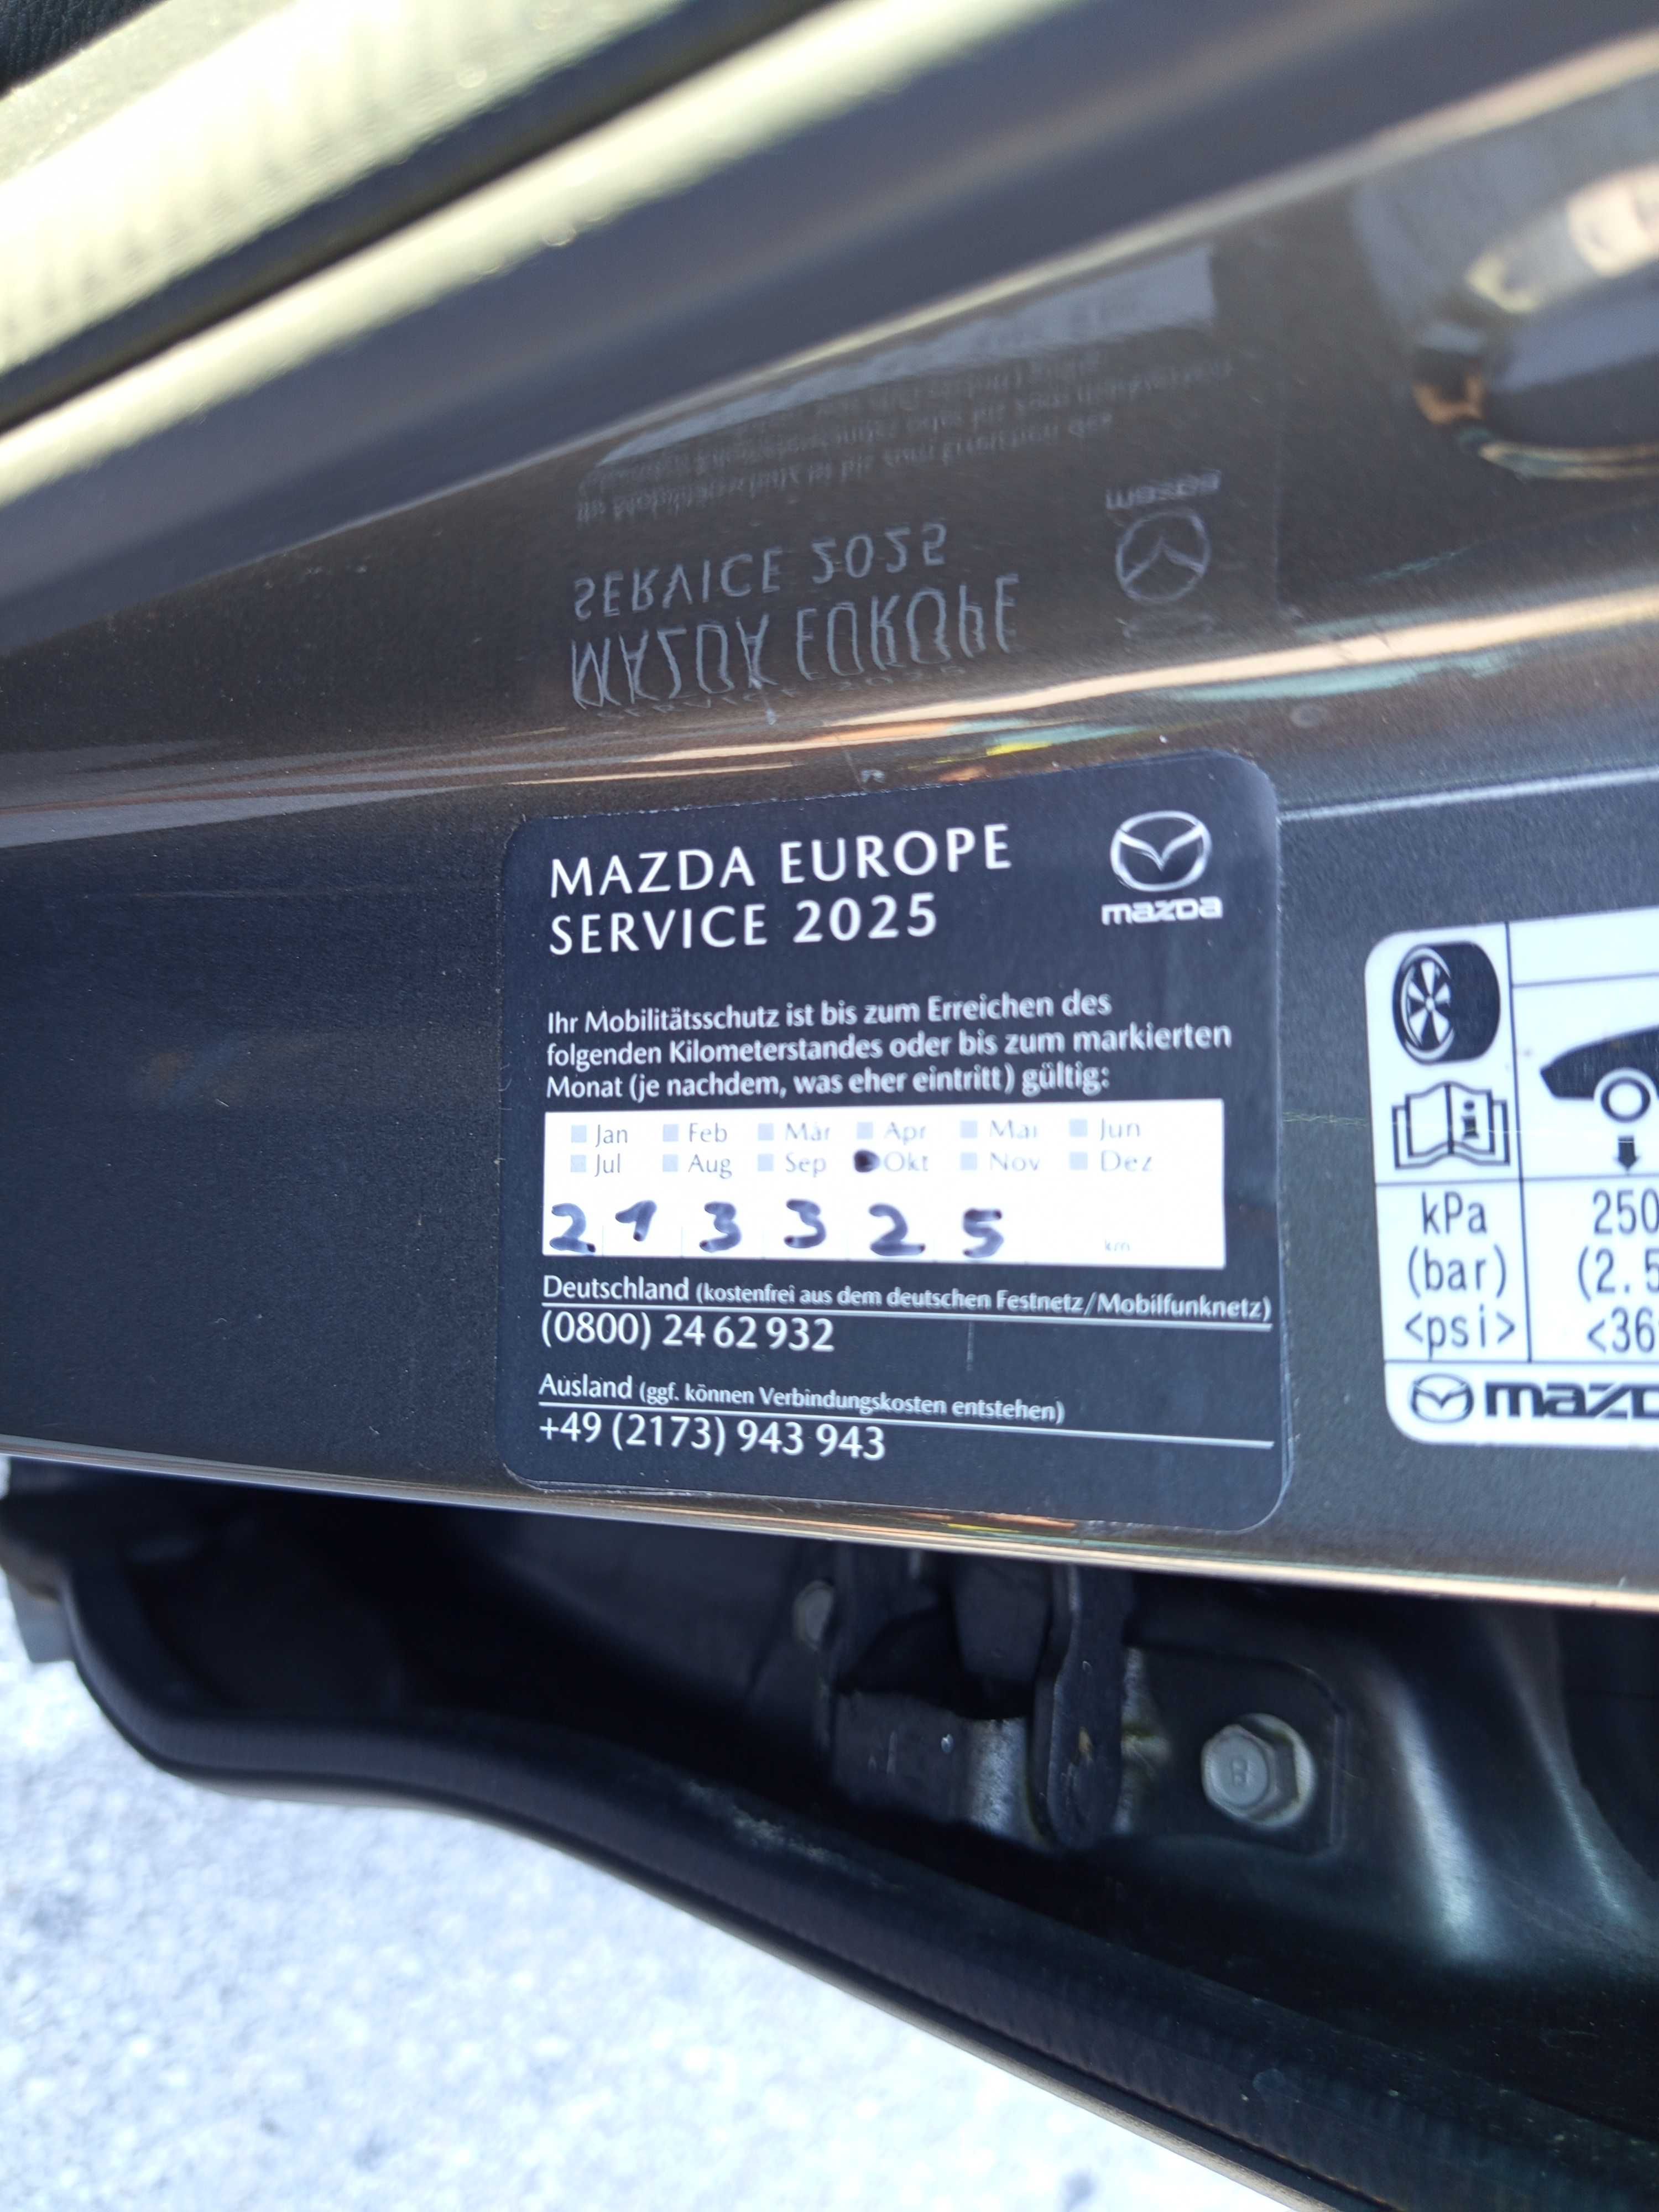 MAZDA EUROPE
SERVICE 2025
mazda
Ihr Mobilitätsschutz ist bis zum Erreichen des
folgenden Kilometerstandes oder bis zum markierten
Monat (je nachdem, was eher eintritt) gültig:
Jan Feb Mär Apr Mai Jun
Jul Aug Sep Okt Nov Dez
213325 km
Deutschland (kostenfrei aus dem deutschen Festnetz/Mobilfunknetz)
(0800) 24 62 932
Ausland (ggf. können Verbindungskosten entstehen)
+49 (2173) 943 943
kPa 250
(bar) (2.5
<psi> <36